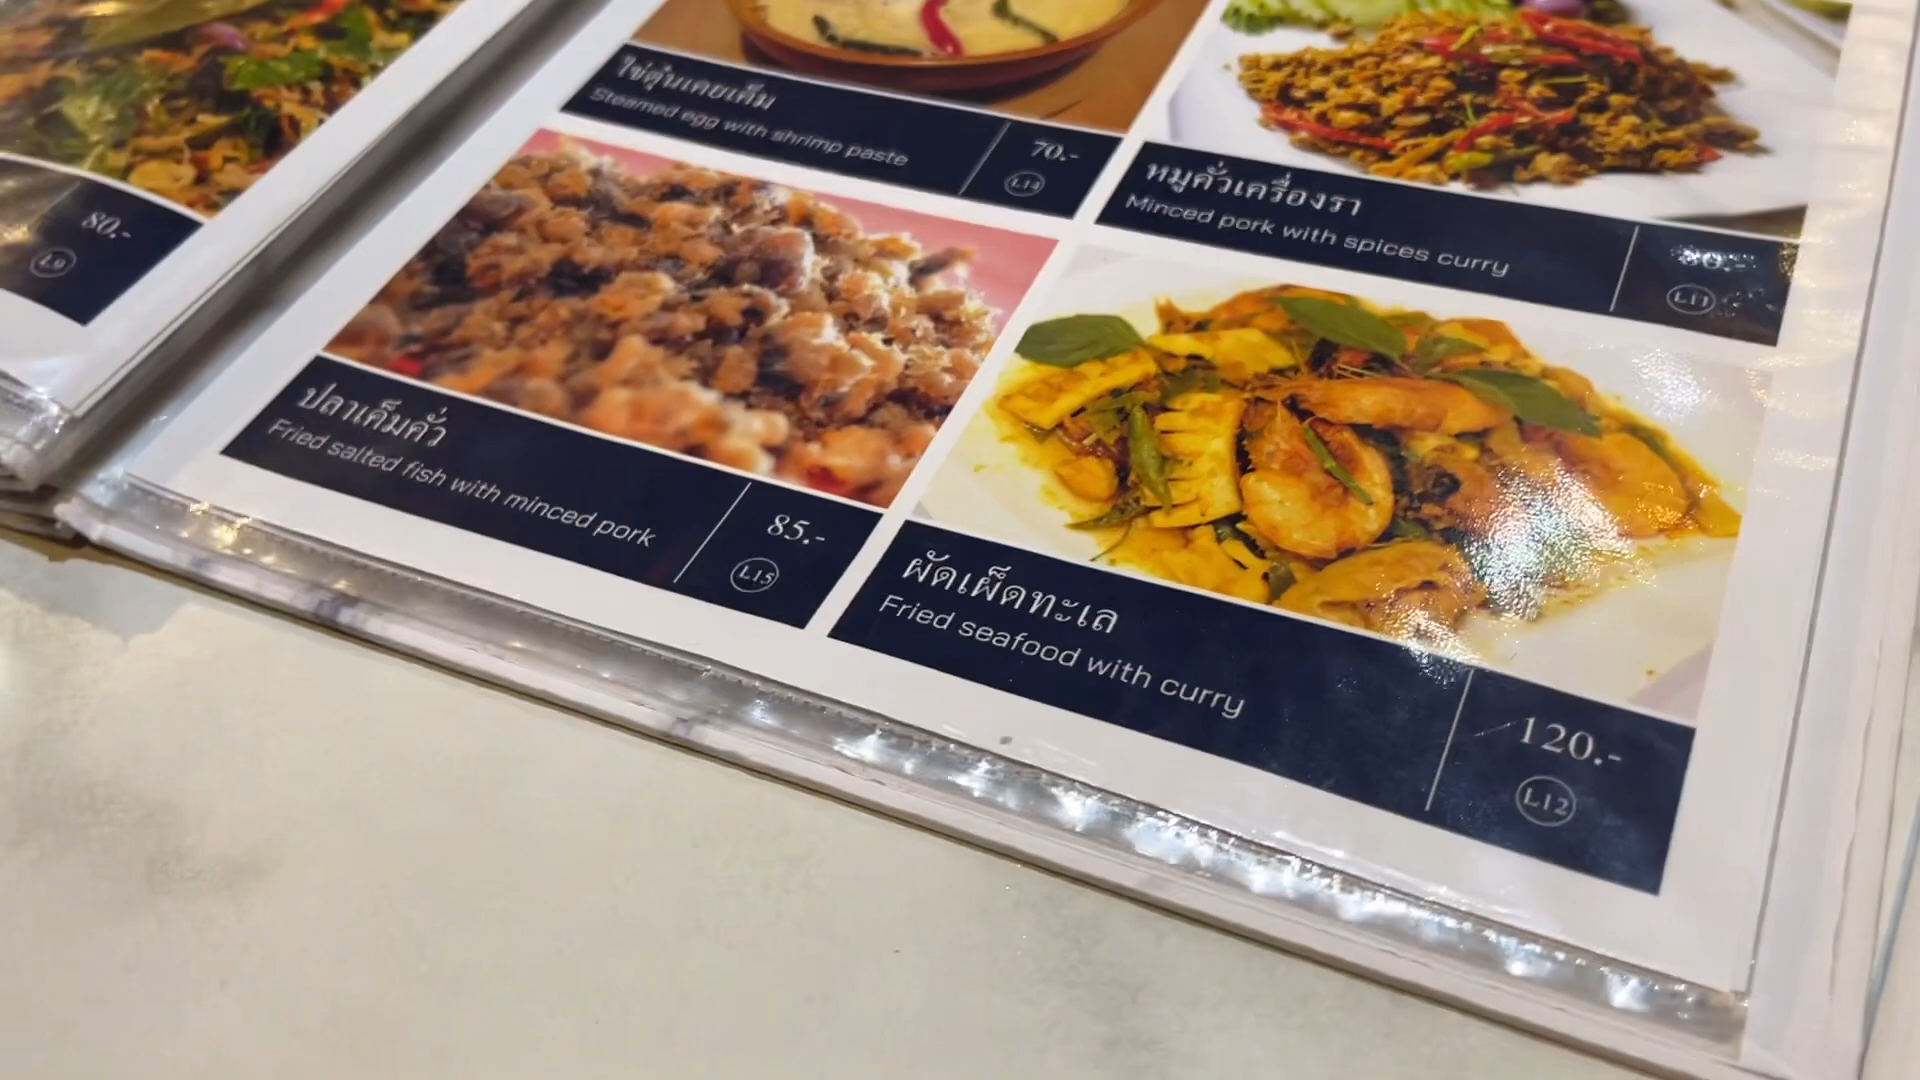 80.-
L9
ไข่ตุ๋นเคยเค็ม
Steamed egg with shrimp paste
70.-
L14
หมูคั่วเครื่องรา
Minced pork with spices curry
L11
ปลาเค็มคั่ว
Fried salted fish with minced pork
85.-
L15
ผัดเผ็ดทะเล
Fried seafood with curry
120.-
L12